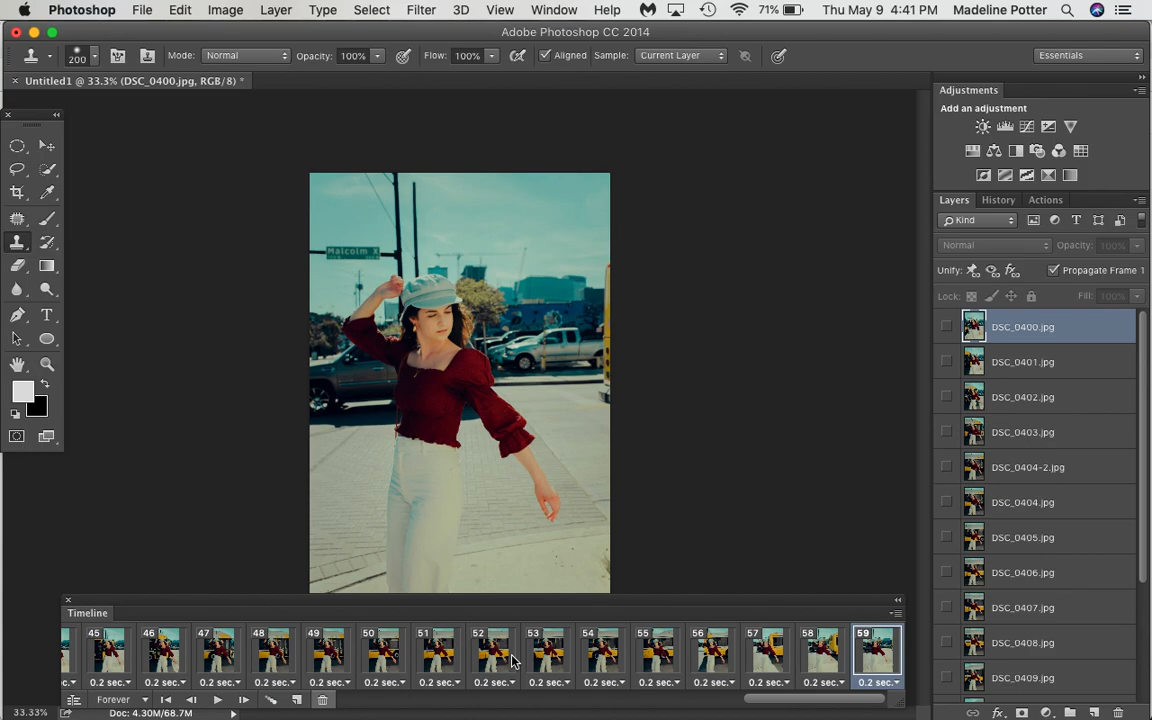 Photoshop File Edit Image Layer Type Select Filter 3D View Window Help 71% Thu May 9 4:41 PM Madeline Potter
Adobe Photoshop CC 2014
200 Mode: Normal Opacity: 100% Flow: 100% Aligned Sample: Current Layer Essentials
Untitled1 @ 33.3% (DSC_0400.jpg, RGB/8) *
Adjustments
Add an adjustment
Layers History Actions
Kind
Normal Opacity: 100%
Unify: Propagate Frame 1
Lock: Fill: 100%
DSC_0400.jpg
DSC_0401.jpg
DSC_0402.jpg
DSC_0403.jpg
DSC_0404-2.jpg
DSC_0404.jpg
DSC_0405.jpg
DSC_0406.jpg
DSC_0407.jpg
DSC_0408.jpg
DSC_0409.jpg
Malcolm X
Timeline
45 46 47 48 49 50 51 52 53 54 55 56 57 58 59
0.2 sec. 0.2 sec. 0.2 sec. 0.2 sec. 0.2 sec. 0.2 sec. 0.2 sec. 0.2 sec. 0.2 sec. 0.2 sec. 0.2 sec. 0.2 sec. 0.2 sec. 0.2 sec. 0.2 sec.
Forever
33.33% Doc: 4.30M/68.7M